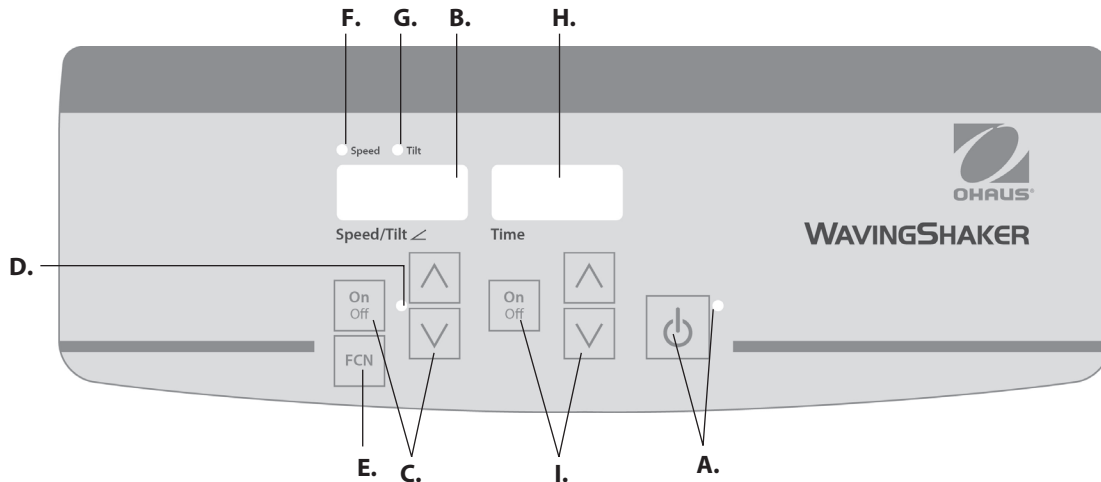 F. G. B. H.
Speed Tilt
OHAUS®
Speed/Tilt Time
WAVINGSHAKER
D.
On
Off
On
Off
FCN
E. C. I. A.